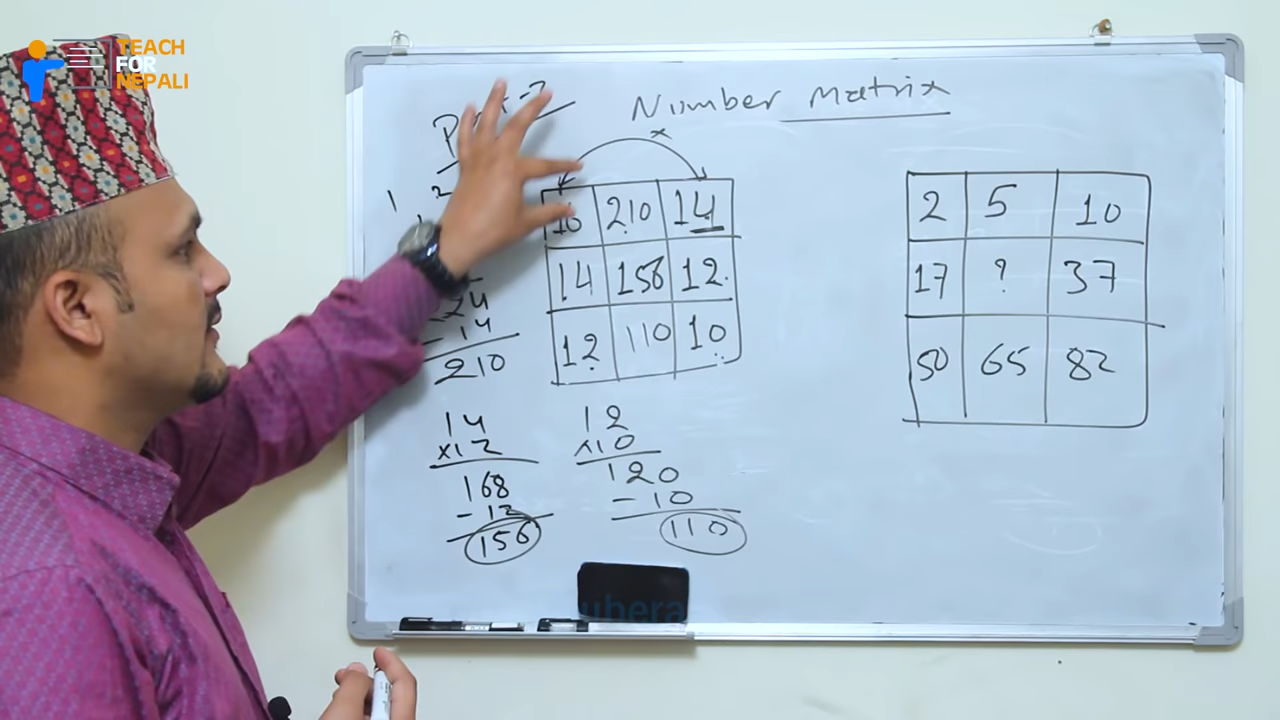 TEACH
FOR
NEPALI
Number Matrix
16 210 14
14 156 12
12 110 10
24
- 14
210
14
x12
168
- 12
156
12
x10
120
- 10
110
2 5 10
17 ? 37
50 65 82